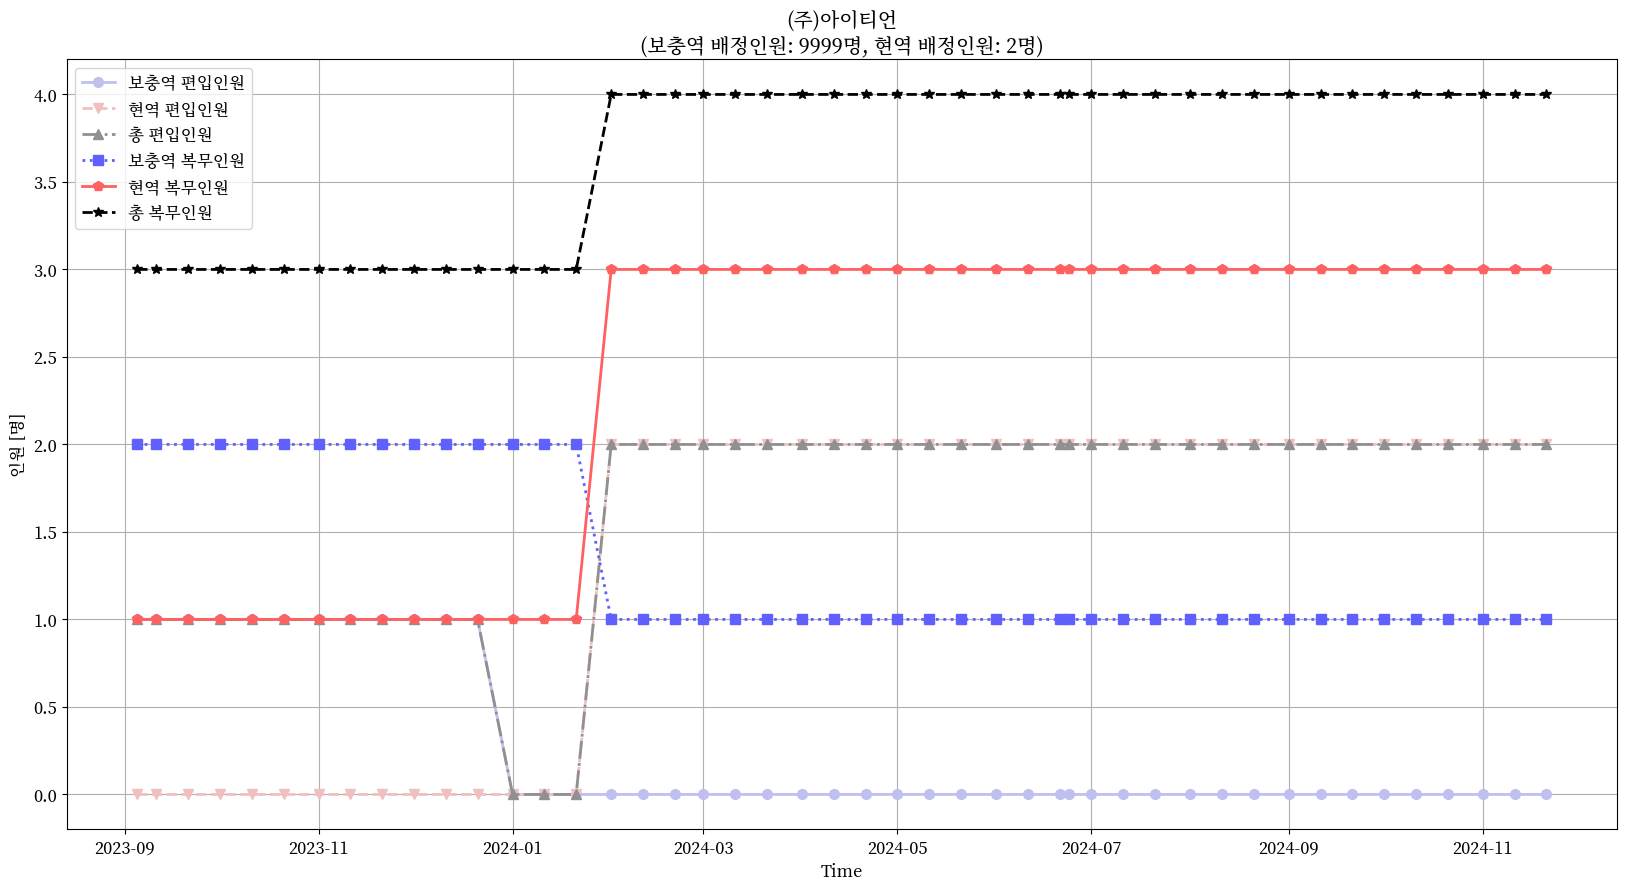 (주)아이티언
(보충역 배정인원: 9999명, 현역 배정인원: 2명)
보충역 편입인원
현역 편입인원
총 편입인원
보충역 복무인원
현역 복무인원
총 복무인원
4.0
3.5
3.0
2.5
2.0
1.5
1.0
0.5
0.0
인원 [명]
2023-09
2023-11
2024-01
2024-03
2024-05
2024-07
2024-09
2024-11
Time